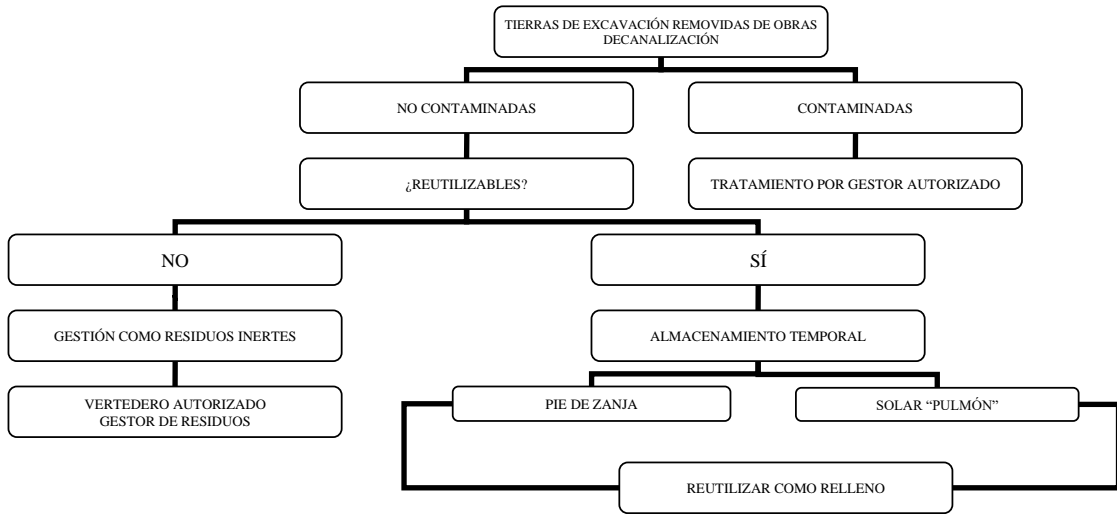 TIERRAS DE EXCAVACIÓN REMOVIDAS DE OBRAS
DECANALIZACIÓN
NO CONTAMINADAS
CONTAMINADAS
¿REUTILIZABLES?
TRATAMIENTO POR GESTOR AUTORIZADO
NO
SÍ
GESTIÓN COMO RESIDUOS INERTES
ALMACENAMIENTO TEMPORAL
VERTEDERO AUTORIZADO
GESTOR DE RESIDUOS
PIE DE ZANJA
SOLAR “PULMÓN”
REUTILIZAR COMO RELLENO